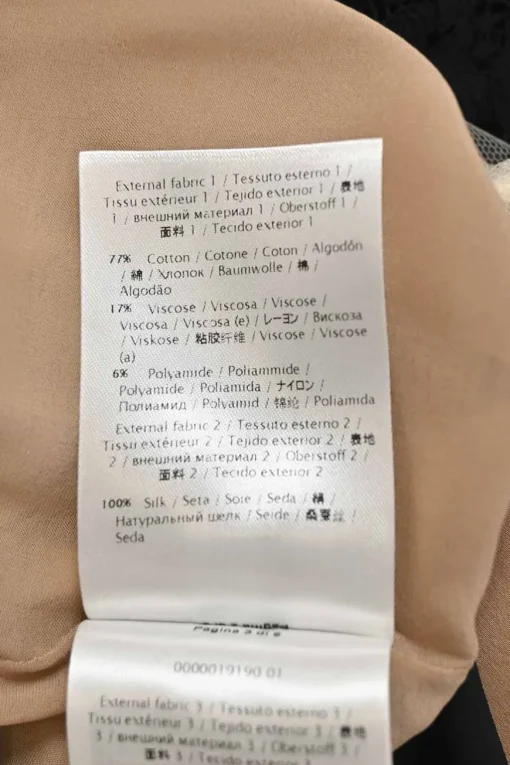 External fabric 1 / Tessuto esterno 1 /
Tissu extérieur 1 / Tejido exterior 1 / 表地
1 / внешний материал 1 / Oberstoff 1 /
面料 1 / Tecido exterior 1
77% Cotton / Cotone / Coton / Algodón
/ 綿 / Хлопок / Baumwolle / 棉 /
Algodão
17% Viscose / Viscosa / Viscose /
Viscosa / Viscosa (e) / レーヨン / Вискоза
/ Viskose / 粘胶纤维 / Viscose / Viscose
(a)
6% Polyamide / Poliammide /
Polyamide / Poliamida / ナイロン /
Полиамид / Polyamid / 锦纶 / Poliamida
External fabric 2 / Tessuto esterno 2 /
Tissu extérieur 2 / Tejido exterior 2 / 表地
2 / внешний материал 2 / Oberstoff 2 /
面料 2 / Tecido exterior 2
100% Silk / Seta / Soie / Seda / 絹 /
Натуральный шелк / Seide / 桑蚕丝 /
Seda
Pagina 3 di 6
0000019190 01
External fabric 3 / Tessuto esterno 3 /
Tissu extérieur 3 / Tejido exterior 3 / 表地
3 / внешний материал 3 / Oberstoff 3 /
面料 3 / Tecido exterior 3